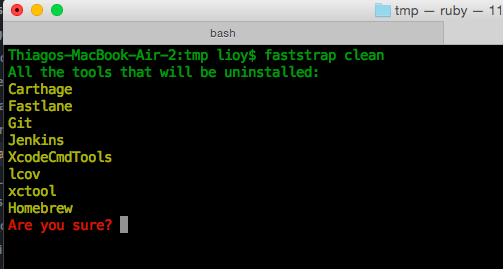 tmp — ruby — 11
bash
Thiagos-MacBook-Air-2:tmp lioy$ faststrap clean
All the tools that will be uninstalled:
Carthage
Fastlane
Git
Jenkins
XcodeCmdTools
lcov
xctool
Homebrew
Are you sure?